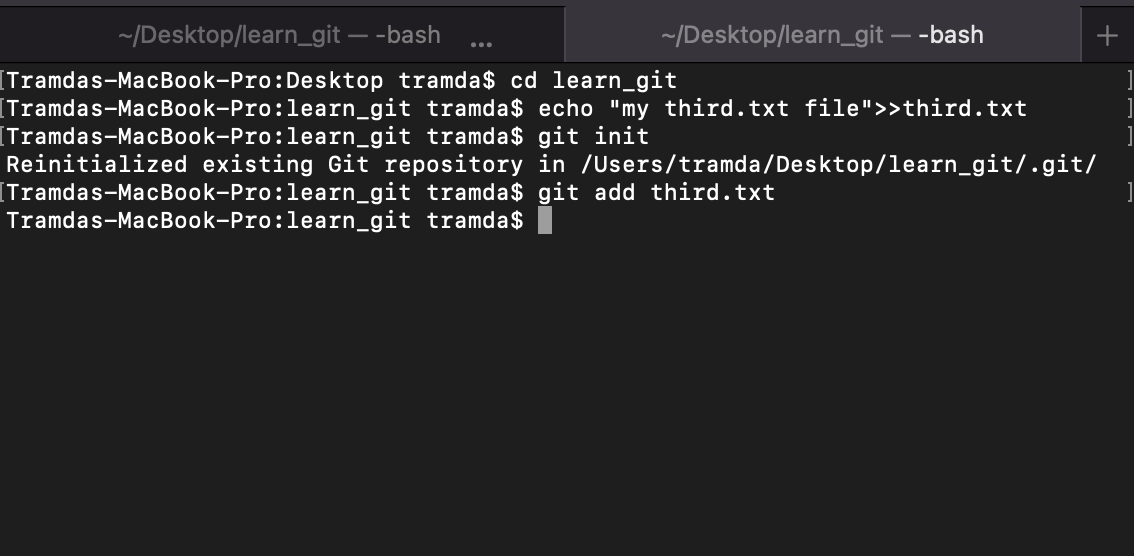 ~/Desktop/learn_git — -bash ... ~/Desktop/learn_git — -bash +
[Tramdas-MacBook-Pro:Desktop tramda$ cd learn_git ]
[Tramdas-MacBook-Pro:learn_git tramda$ echo "my third.txt file">>third.txt ]
[Tramdas-MacBook-Pro:learn_git tramda$ git init ]
Reinitialized existing Git repository in /Users/tramda/Desktop/learn_git/.git/
[Tramdas-MacBook-Pro:learn_git tramda$ git add third.txt ]
Tramdas-MacBook-Pro:learn_git tramda$